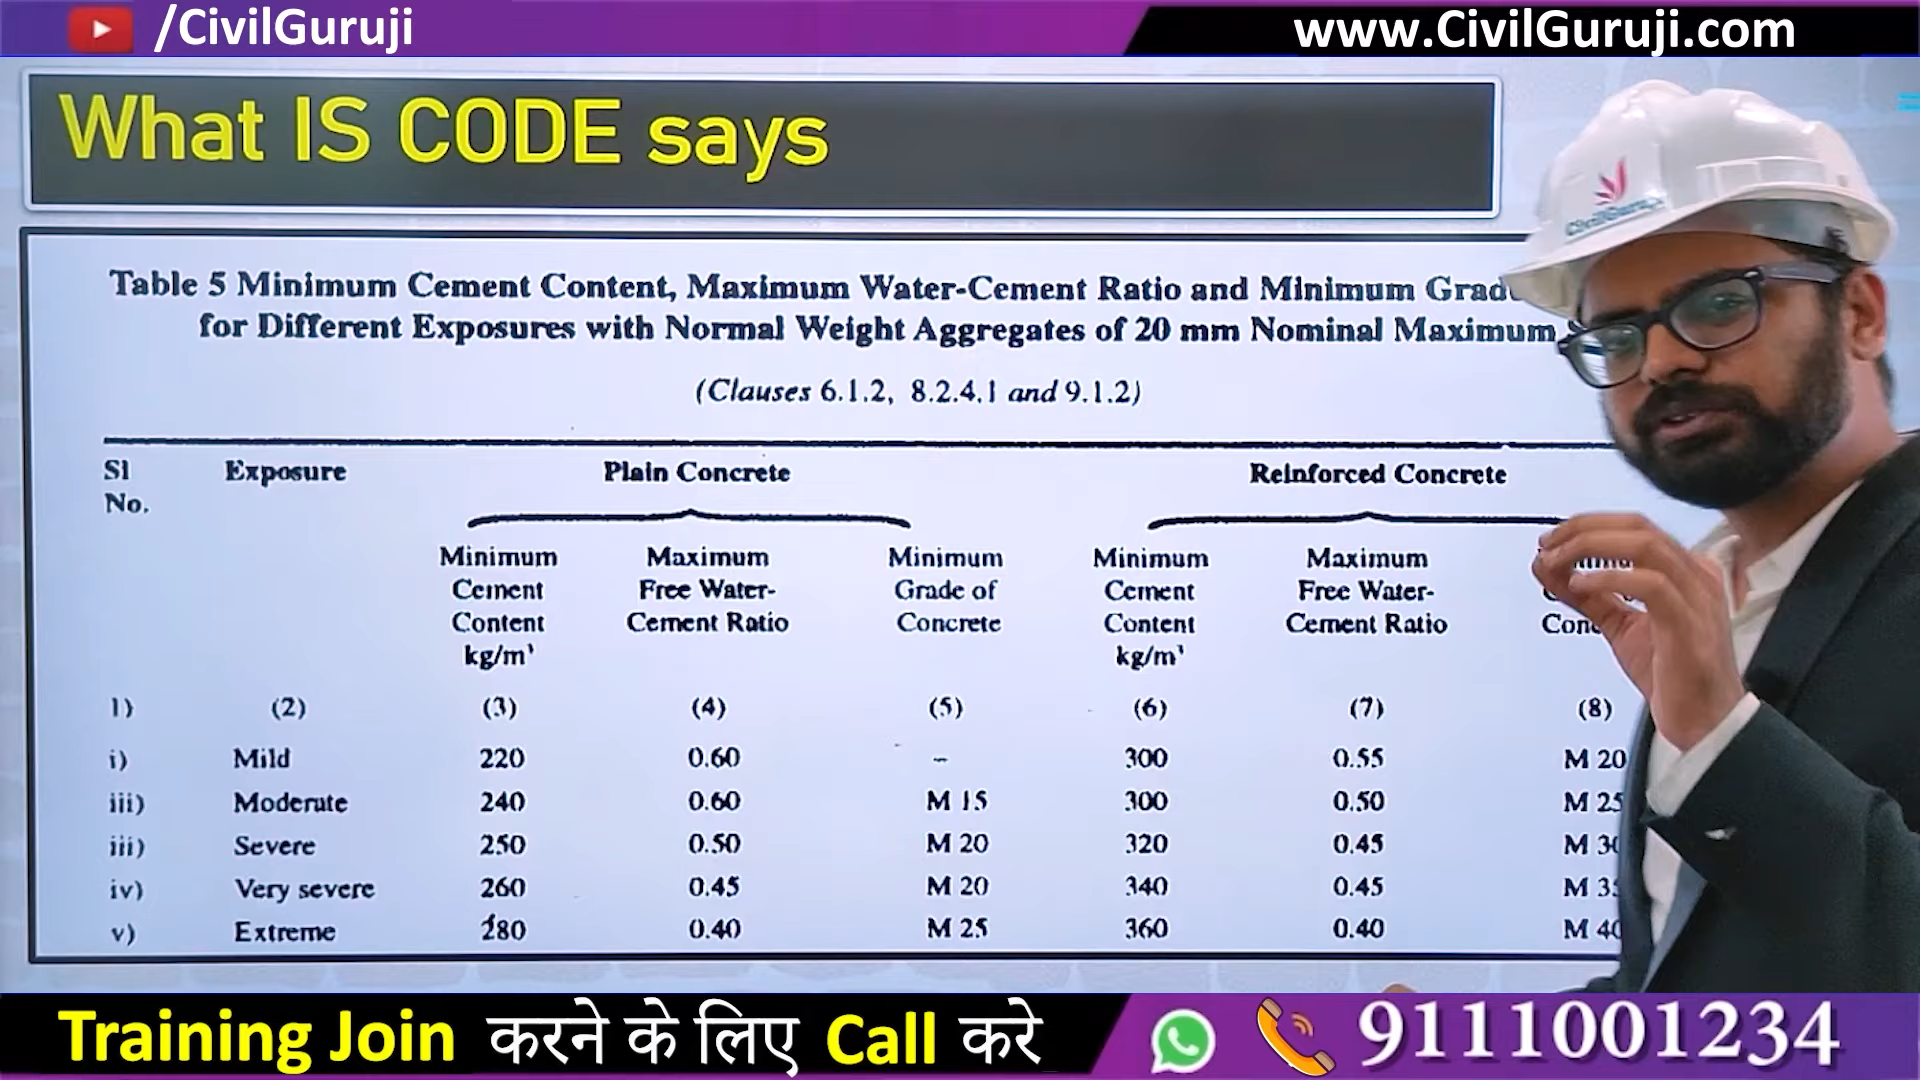 /CivilGuruji
www.CivilGuruji.com
What IS CODE says
CivilGuruji
Table 5 Minimum Cement Content, Maximum Water-Cement Ratio and Minimum
for Different Exposures with Normal Weight Aggregates of 20 mm Nominal Maximum
(Clauses 6.1.2, 8.2.4.1 and 9.1.2)
Sl Exposure Plain Concrete Reinforced Concrete
No.
Minimum Maximum Minimum Minimum Maximum
Cement Free Water- Grade of Cement Free Water-
Content Cement Ratio Concrete Content Cement Ratio
kg/m³ kg/m³
1) (2) (3) (4) (5) (6) (7) (8)
i) Mild 220 0.60 – 300 0.55 M 20
iii) Moderate 240 0.60 M 15 300 0.50 M 25
iii) Severe 250 0.50 M 20 320 0.45 M
iv) Very severe 260 0.45 M 20 340 0.45 M
v) Extreme 280 0.40 M 25 360 0.40 M
Training Join करने के लिए Call करे
9111001234